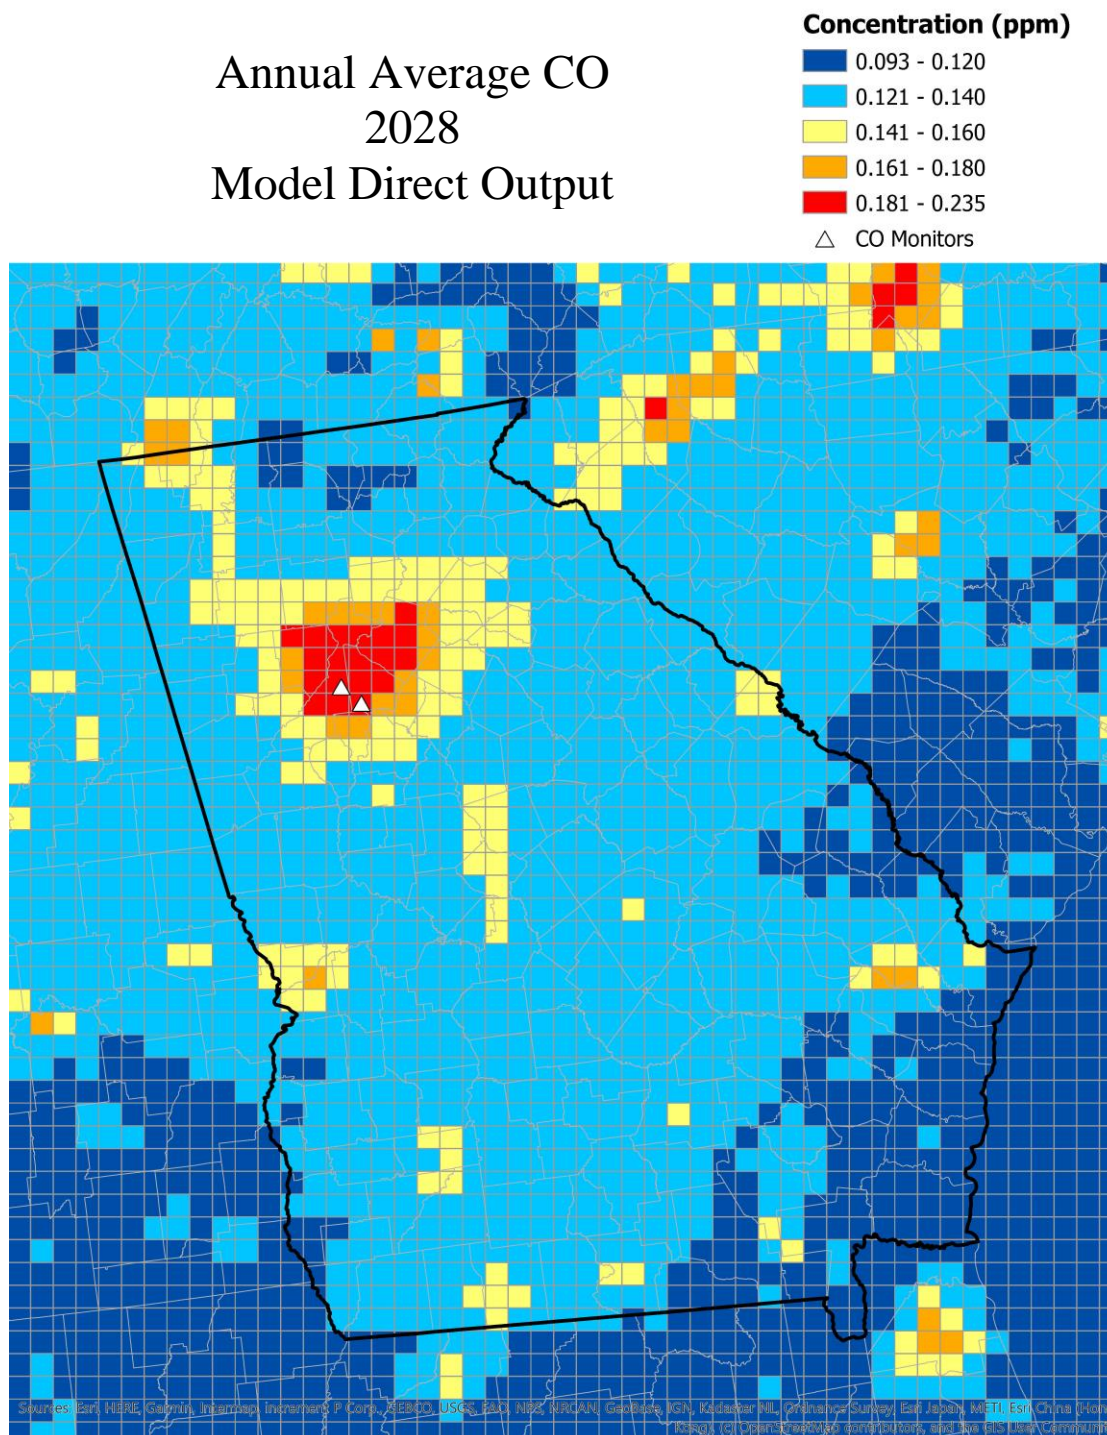 Annual Average CO
2028
Model Direct Output
Concentration (ppm)
0.093 - 0.120
0.121 - 0.140
0.141 - 0.160
0.161 - 0.180
0.181 - 0.235
CO Monitors
Sources: Esri, HERE, Garmin, Intermap, increment P Corp., GEBCO, USGS, FAO, NPS, NRCAN, GeoBase, IGN, Kadaster NL, Ordnance Survey, Esri Japan, METI, Esri China (Hon
Kong), (c) OpenStreetMap contributors, and the GIS User Communi